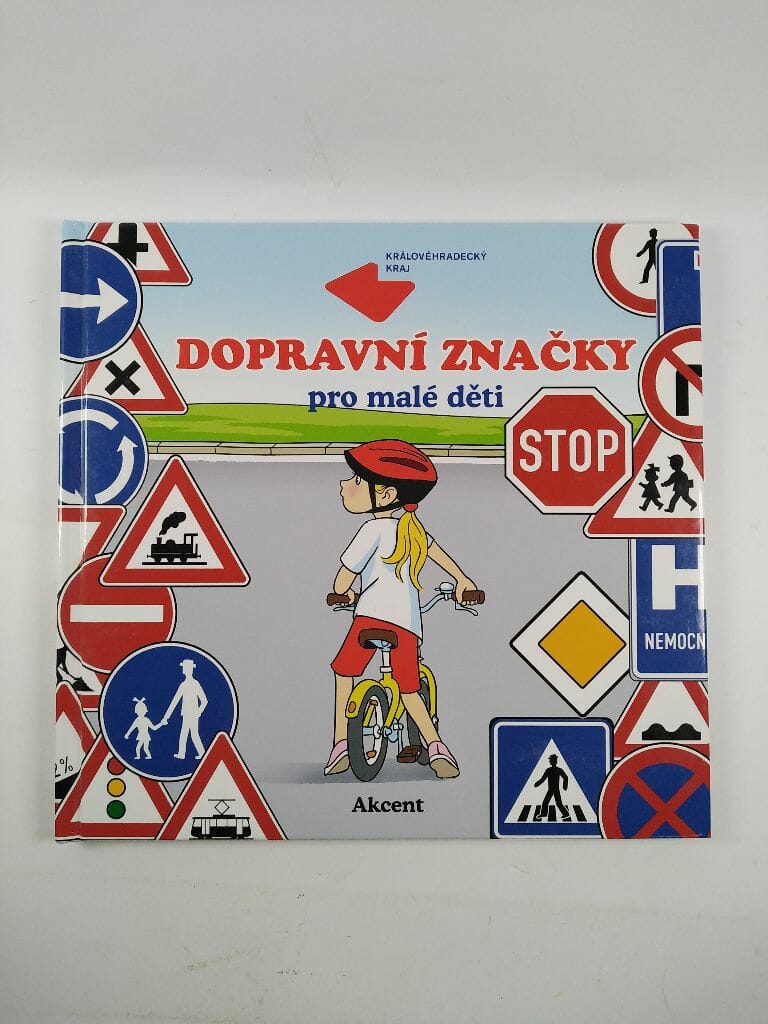 KRÁLOVÉHRADECKÝ
KRAJ
DOPRAVNÍ ZNAČKY
pro malé děti
STOP
H
NEMOCN
%
Akcent